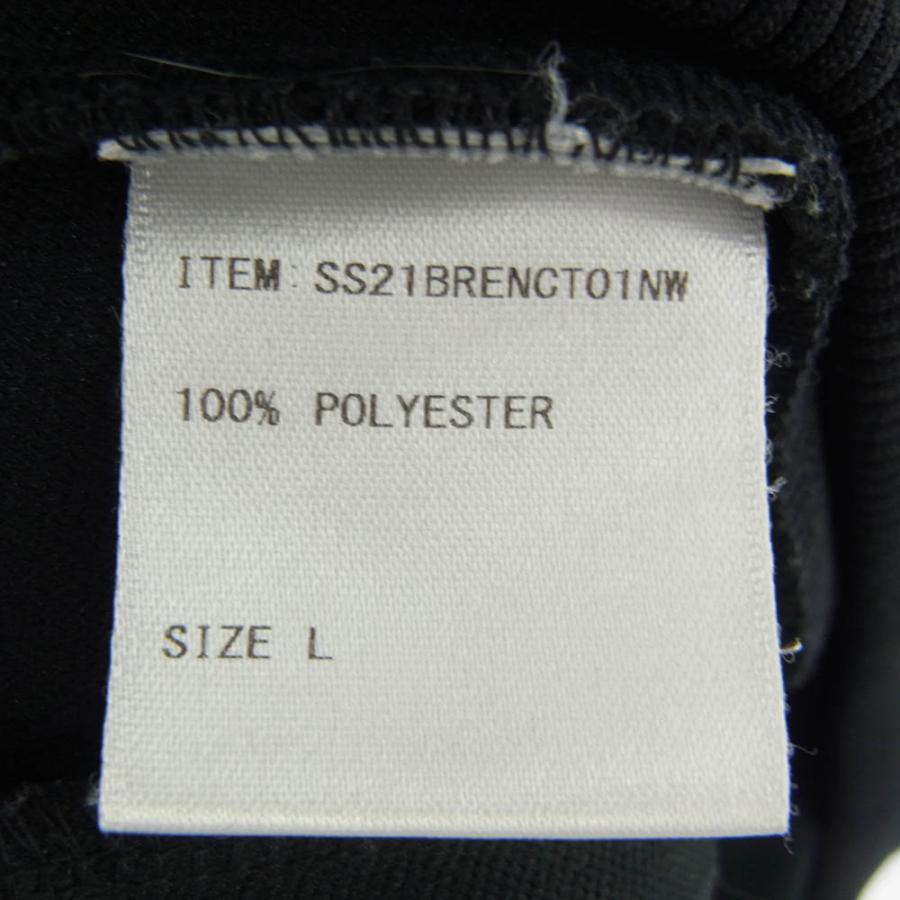 ITEM: SS21BRENCT01NW
100% POLYESTER
SIZE L